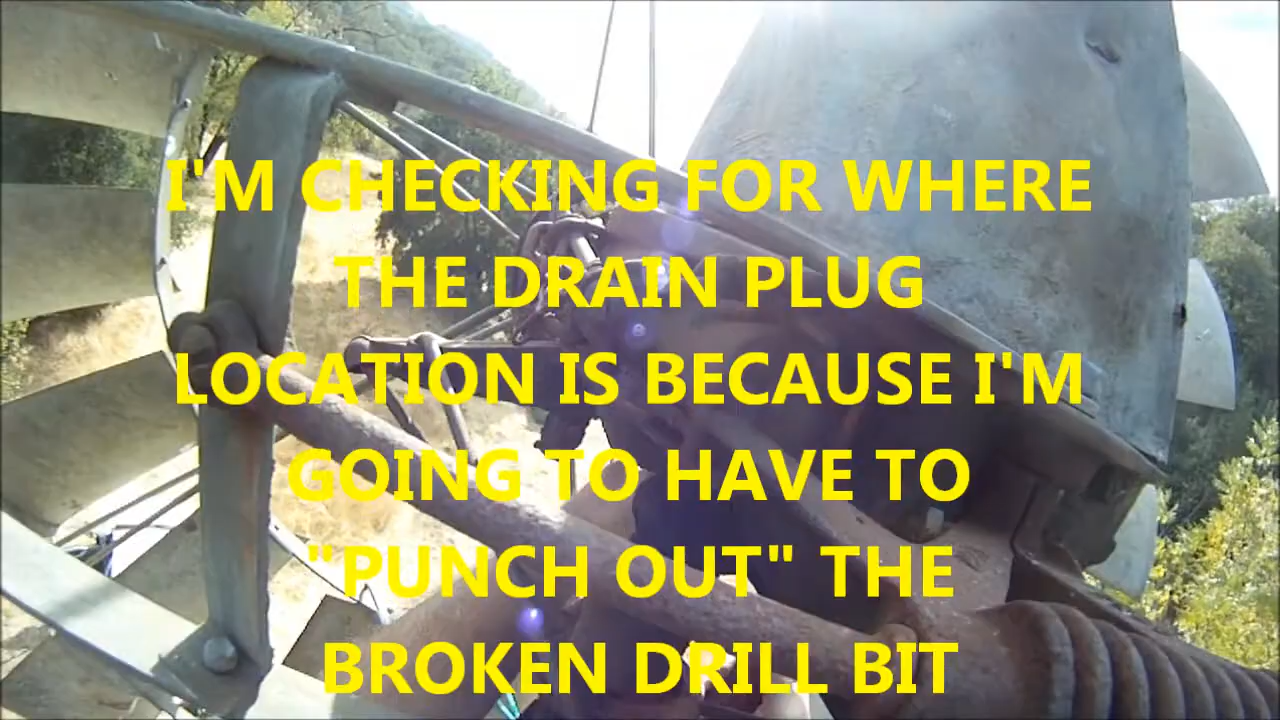 I'M CHECKING FOR WHERE
THE DRAIN PLUG
LOCATION IS BECAUSE I'M
GOING TO HAVE TO
"PUNCH OUT" THE
BROKEN DRILL BIT